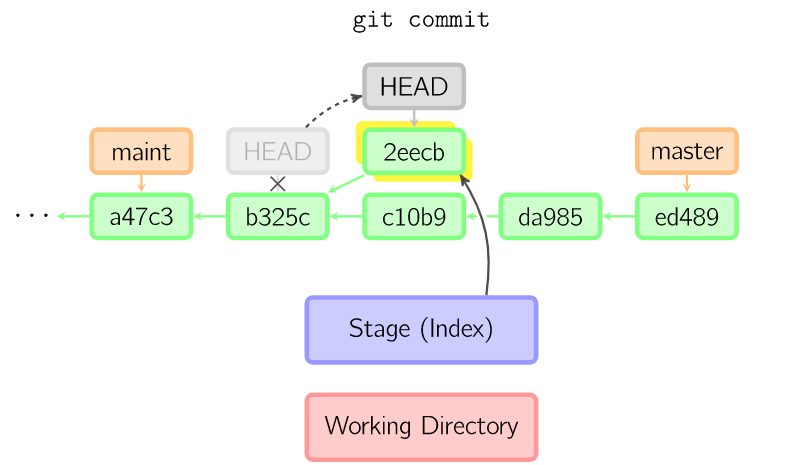 git commit
HEAD
maint HEAD 2eecb master
... a47c3 b325c c10b9 da985 ed489
Stage (Index)
Working Directory